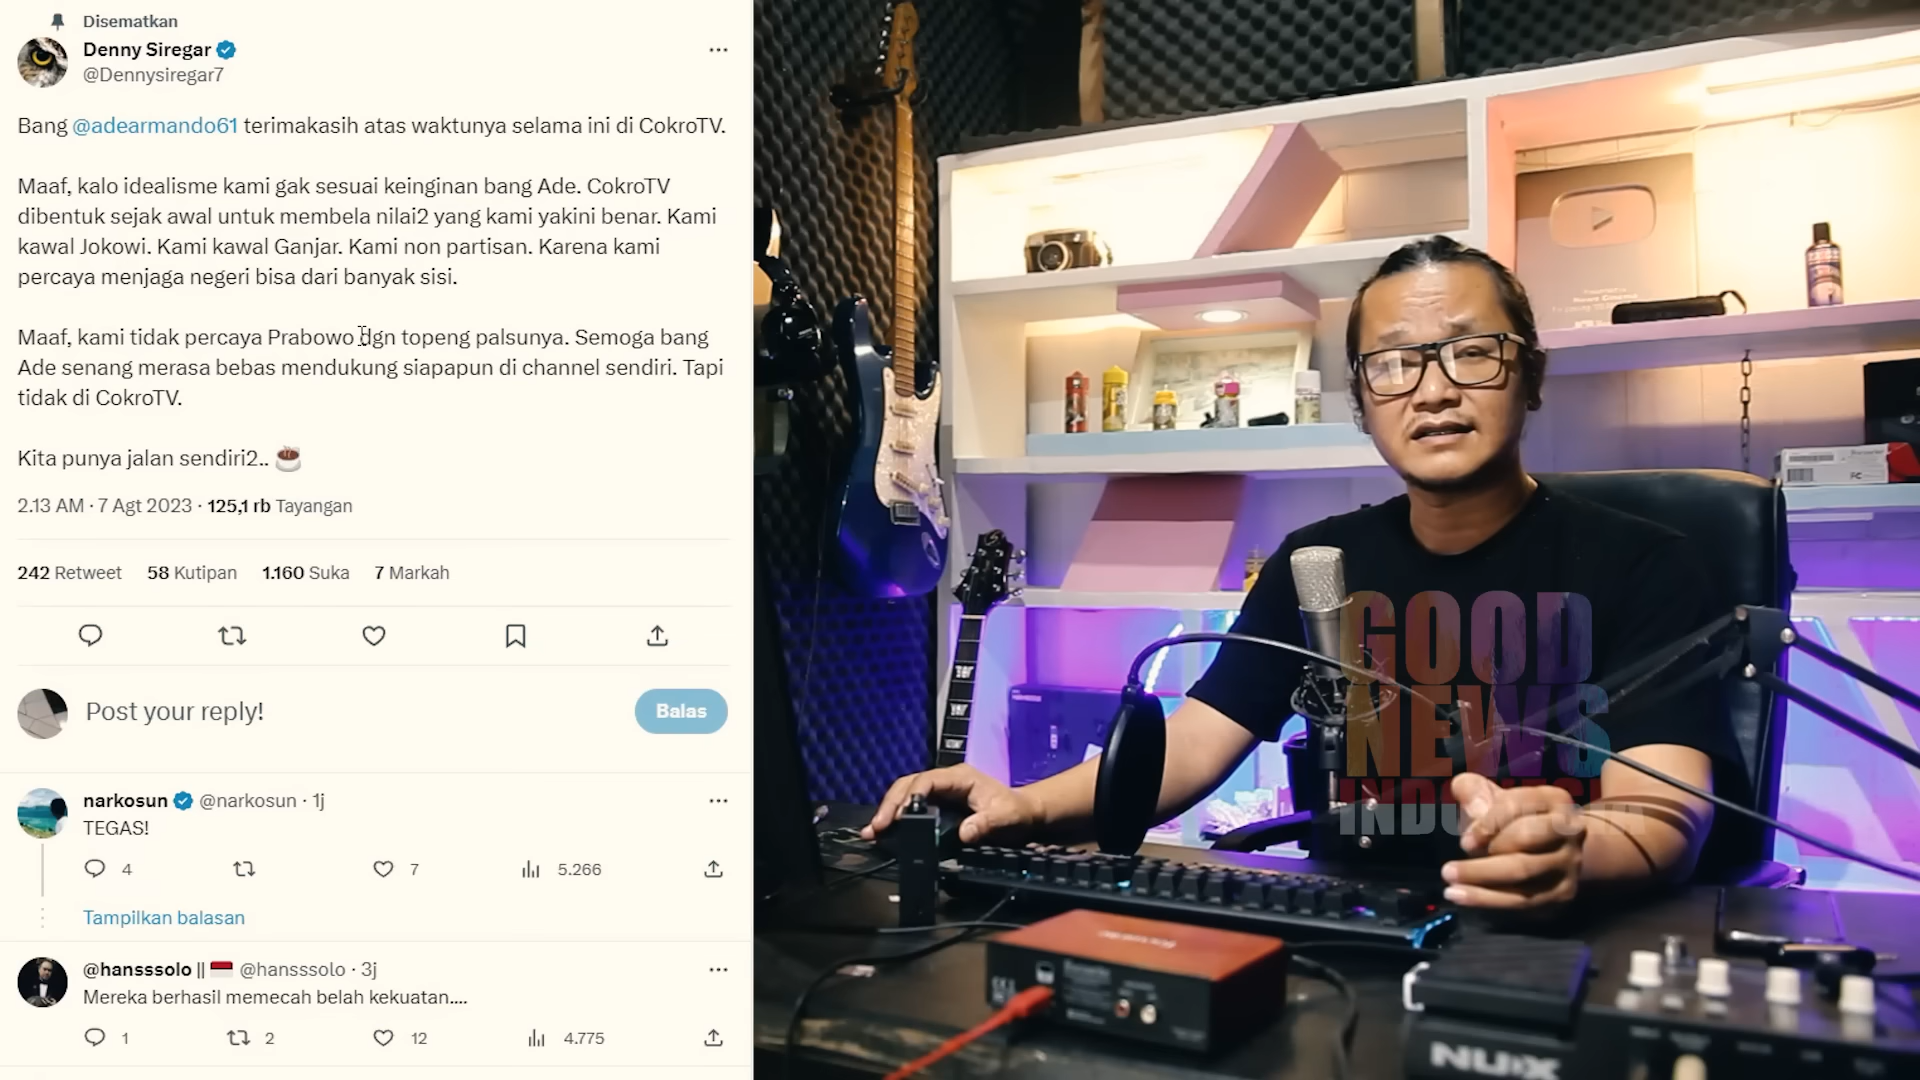 Disematkan
Denny Siregar
@Dennysiregar7
Bang @adearmando61 terimakasih atas waktunya selama ini di CokroTV.
Maaf, kalo idealisme kami gak sesuai keinginan bang Ade. CokroTV
dibentuk sejak awal untuk membela nilai2 yang kami yakini benar. Kami
kawal Jokowi. Kami kawal Ganjar. Kami non partisan. Karena kami
percaya menjaga negeri bisa dari banyak sisi.
Maaf, kami tidak percaya Prabowo dgn topeng palsunya. Semoga bang
Ade senang merasa bebas mendukung siapapun di channel sendiri. Tapi
tidak di CokroTV.
Kita punya jalan sendiri2.. ☕
2.13 AM · 7 Agt 2023 · 125,1 rb Tayangan
242 Retweet 58 Kutipan 1.160 Suka 7 Markah
Post your reply!
Balas
narkosun @narkosun · 1j
TEGAS!
4 7 5.266
Tampilkan balasan
@hansssolo || 🇮🇩 @hansssolo · 3j
Mereka berhasil memecah belah kekuatan....
1 2 12 4.775
GOOD
NEWS
INDONESIA
NUX